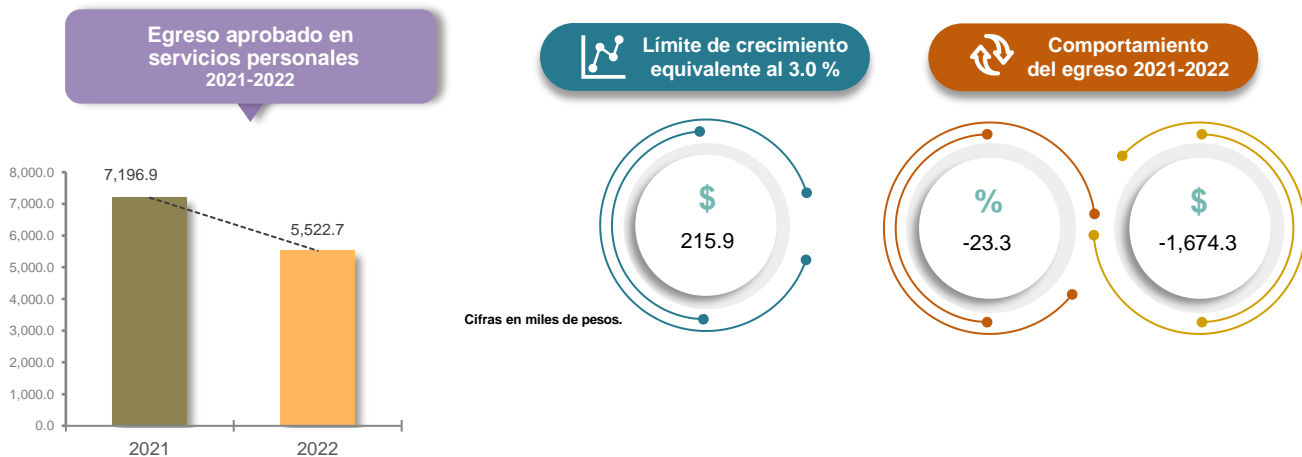 Egreso aprobado en
servicios personales
2021-2022
8,000.0
7,000.0
6,000.0
5,000.0
4,000.0
3,000.0
2,000.0
1,000.0
0.0
7,196.9
5,522.7
2021
2022
Límite de crecimiento
equivalente al 3.0 %
$
215.9
Cifras en miles de pesos.
Comportamiento
del egreso 2021-2022
%
-23.3
$
-1,674.3